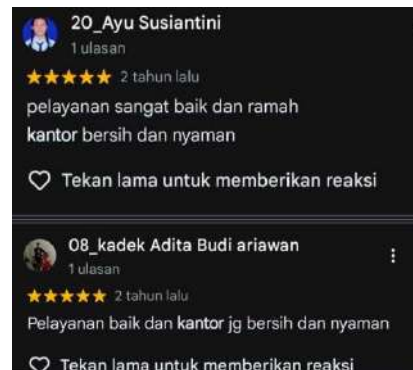 20_Ayu Susiantini
1 ulasan
2 tahun lalu
pelayanan sangat baik dan ramah
kantor bersih dan nyaman
Tekan lama untuk memberikan reaksi
08_kadek Adita Budi ariawan
1 ulasan
2 tahun lalu
Pelayanan baik dan kantor jg bersih dan nyaman
Tekan lama untuk memberikan reaksi